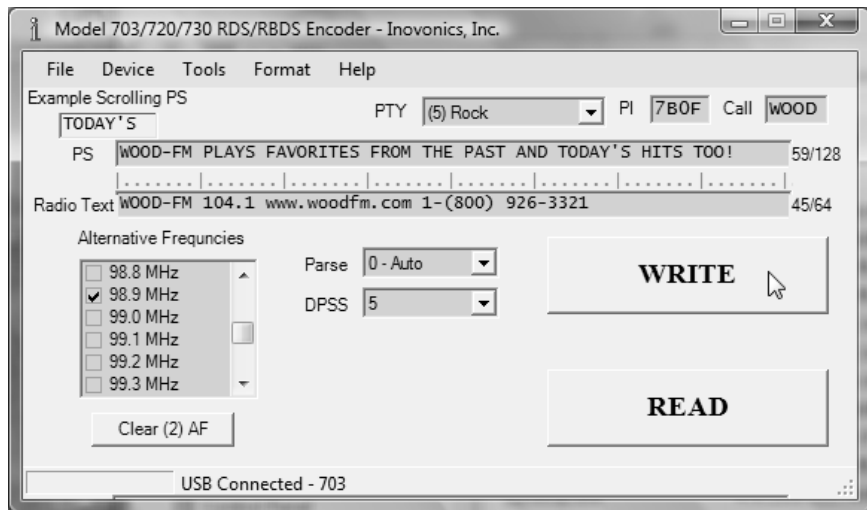 Model 703/720/730 RDS/RBDS Encoder - Inovonics, Inc.
File Device Tools Format Help
Example Scrolling PS
TODAY'S
PTY (5) Rock PI 7B0F Call WOOD
PS WOOD-FM PLAYS FAVORITES FROM THE PAST AND TODAY'S HITS TOO! 59/128
|.......|.......|.......|.......|.......|.......|.......|.......|.
Radio Text WOOD-FM 104.1 www.woodfm.com 1-(800) 926-3321 45/64
Alternative Frequncies
98.8 MHz
98.9 MHz
99.0 MHz
99.1 MHz
99.2 MHz
99.3 MHz
Clear (2) AF
Parse 0 - Auto
DPSS 5
WRITE
READ
USB Connected - 703